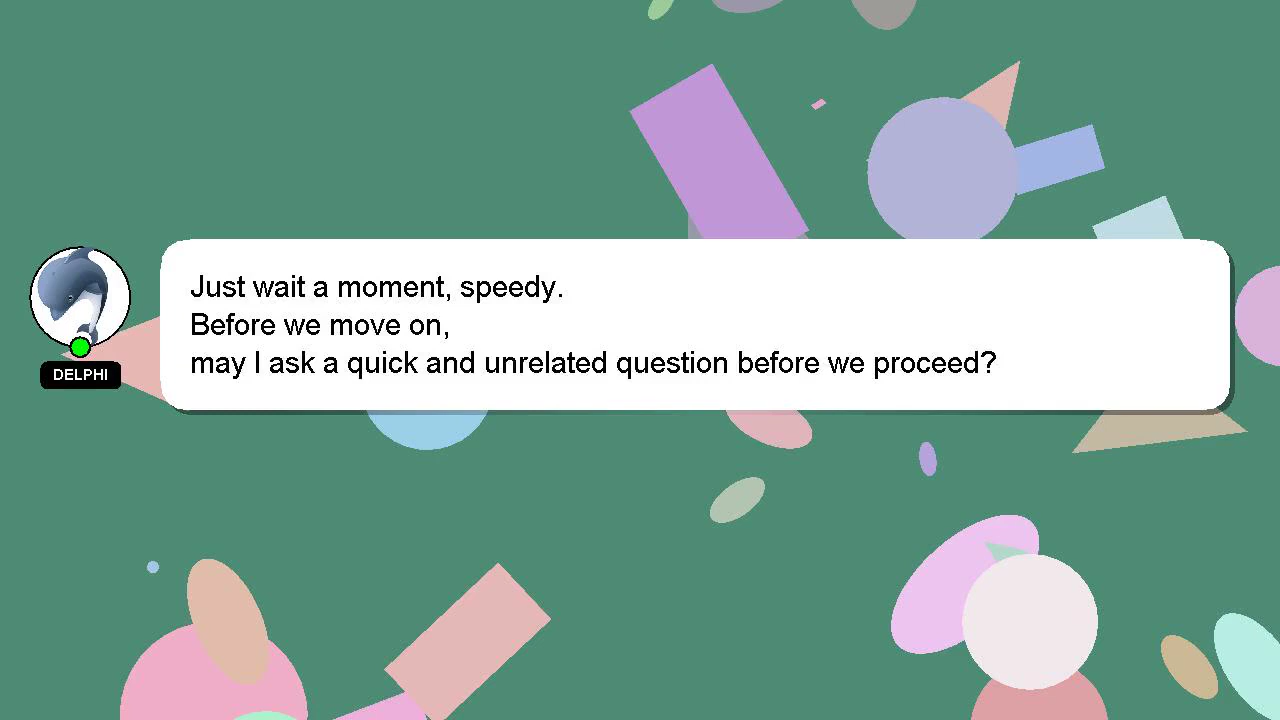 Just wait a moment, speedy.
Before we move on,
may I ask a quick and unrelated question before we proceed?
DELPHI